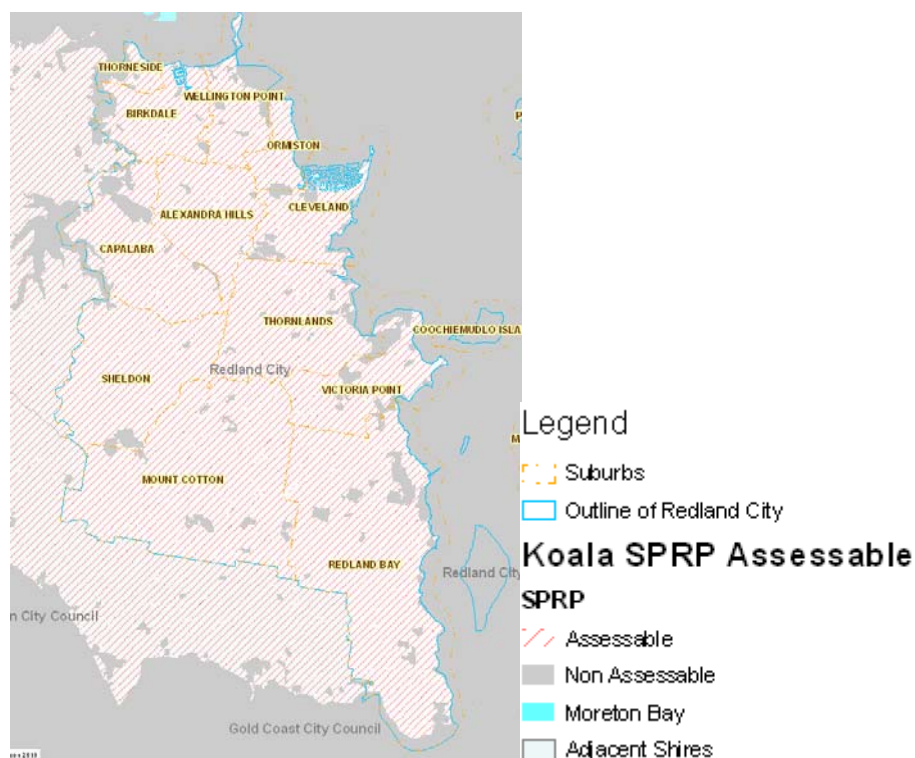 THORNESIDE
WELLINGTON POINT
BIRKDALE
ORMISTON
ALEXANDRA HILLS
CLEVELAND
CAPALABA
THORNLANDS
COOCHIEMUDLO ISLA
Redland City
SHELDON
VICTORIA POINT
MOUNT COTTON
REDLAND BAY
Redland City
n City Council
Gold Coast City Council
Legend
Suburbs
Outline of Redland City
Koala SPRP Assessable
SPRP
Assessable
Non Assessable
Moreton Bay
Adjacent Shires